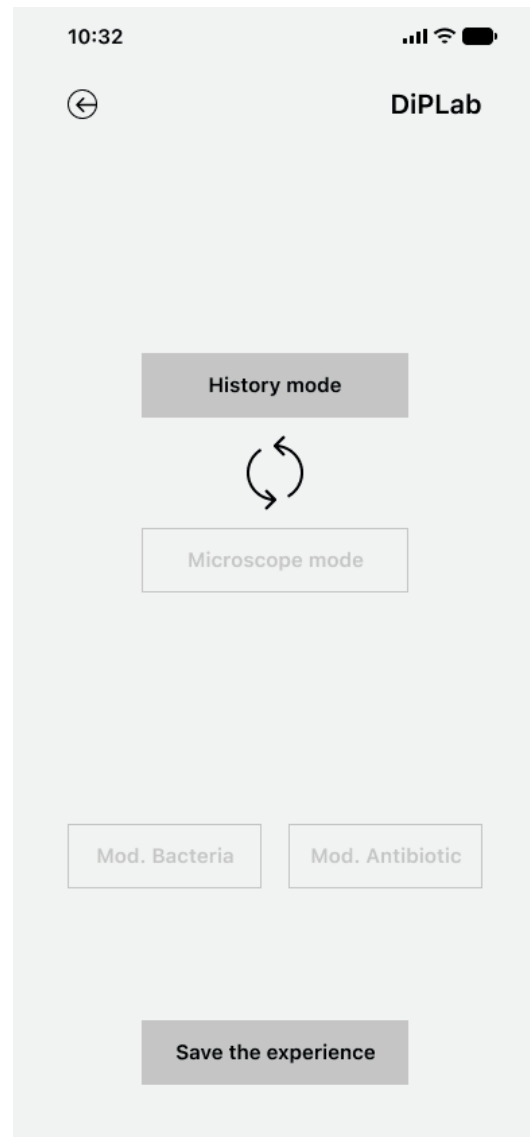 10:32
DiPLab
History mode
Microscope mode
Mod. Bacteria
Mod. Antibiotic
Save the experience